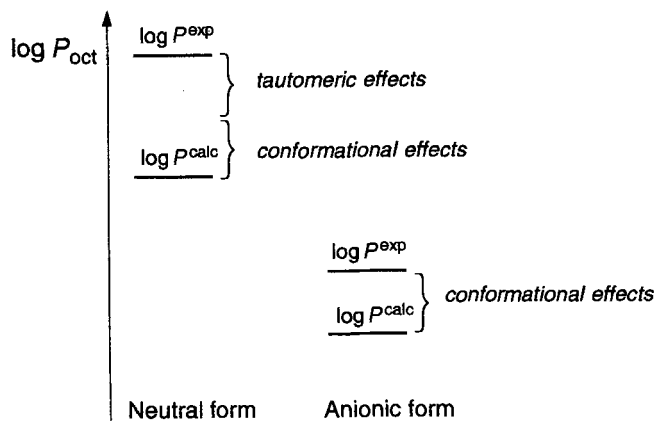 log P^exp
log P_oct
tautomeric effects
log P^calc
conformational effects
log P^exp
conformational effects
log P^calc
Neutral form
Anionic form